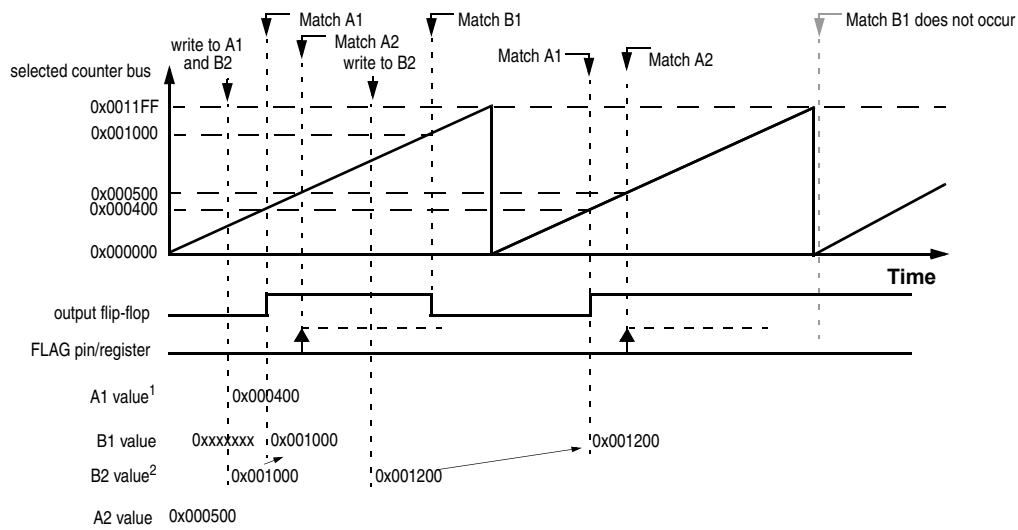 Match A1
Match B1
Match B1 does not occur
write to A1
and B2
Match A2
write to B2
Match A1
Match A2
selected counter bus
0x0011FF
0x001000
0x000500
0x000400
0x000000
Time
output flip-flop
FLAG pin/register
A1 value1 0x000400
B1 value 0xxxxxxx 0x001000 0x001200
B2 value2 0x001000 0x001200
A2 value 0x000500